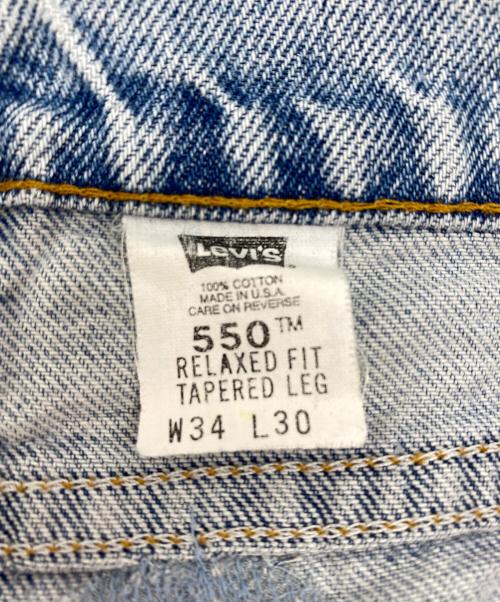 Levi's
100% COTTON
MADE IN U.S.A.
CARE ON REVERSE
550™
RELAXED FIT
TAPERED LEG
W34 L30